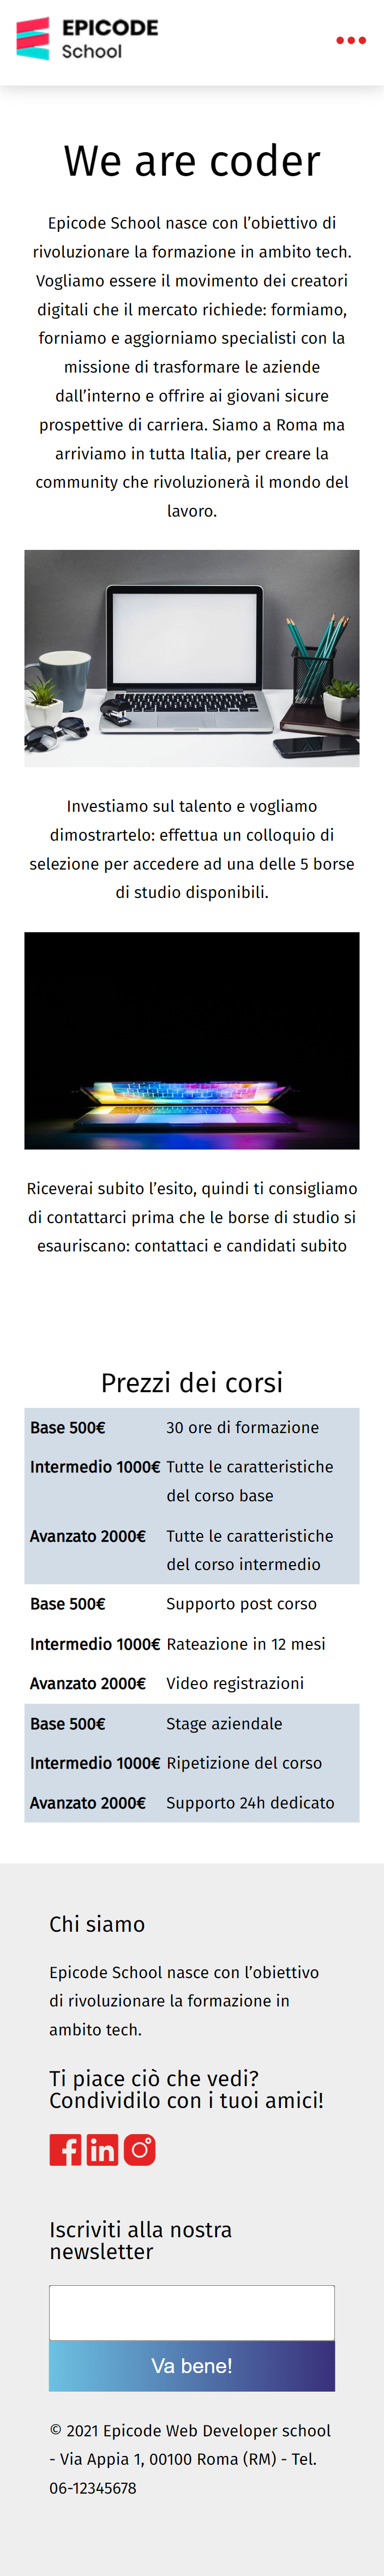 EPICODE
School
We are coder
Epicode School nasce con l’obiettivo di
rivoluzionare la formazione in ambito tech.
Vogliamo essere il movimento dei creatori
digitali che il mercato richiede: formiamo,
forniamo e aggiorniamo specialisti con la
missione di trasformare le aziende
dall’interno e offrire ai giovani sicure
prospettive di carriera. Siamo a Roma ma
arriviamo in tutta Italia, per creare la
community che rivoluzionerà il mondo del
lavoro.
Investiamo sul talento e vogliamo
dimostrartelo: effettua un colloquio di
selezione per accedere ad una delle 5 borse
di studio disponibili.
Riceverai subito l’esito, quindi ti consigliamo
di contattarci prima che le borse di studio si
esauriscano: contattaci e candidati subito
Prezzi dei corsi
Base 500€ 30 ore di formazione
Intermedio 1000€ Tutte le caratteristiche
del corso base
Avanzato 2000€ Tutte le caratteristiche
del corso intermedio
Base 500€ Supporto post corso
Intermedio 1000€ Rateazione in 12 mesi
Avanzato 2000€ Video registrazioni
Base 500€ Stage aziendale
Intermedio 1000€ Ripetizione del corso
Avanzato 2000€ Supporto 24h dedicato
Chi siamo
Epicode School nasce con l’obiettivo
di rivoluzionare la formazione in
ambito tech.
Ti piace ciò che vedi?
Condividilo con i tuoi amici!
Iscriviti alla nostra
newsletter
Va bene!
© 2021 Epicode Web Developer school
- Via Appia 1, 00100 Roma (RM) - Tel.
06-12345678